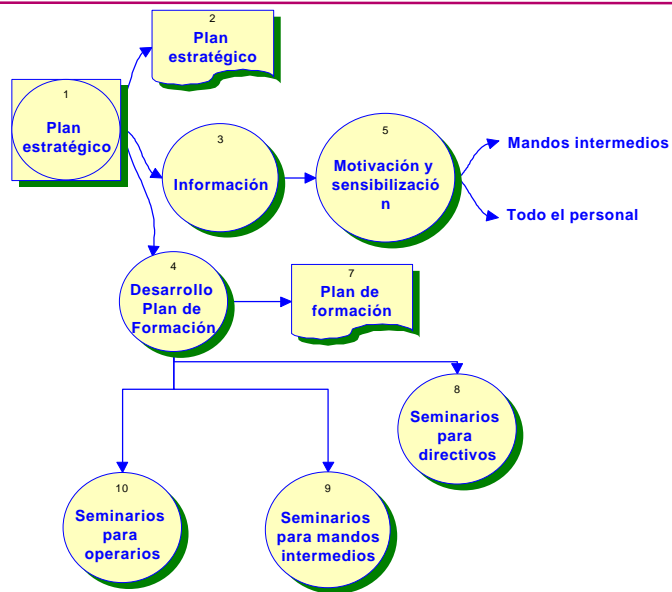 2
Plan
estratégico
1
Plan
estratégico
3
Información
5
Motivación y
sensibilizació
n
Mandos intermedios
Todo el personal
4
Desarrollo
Plan de
Formación
7
Plan de
formación
8
Seminarios
para
directivos
10
Seminarios
para
operarios
9
Seminarios
para mandos
intermedios